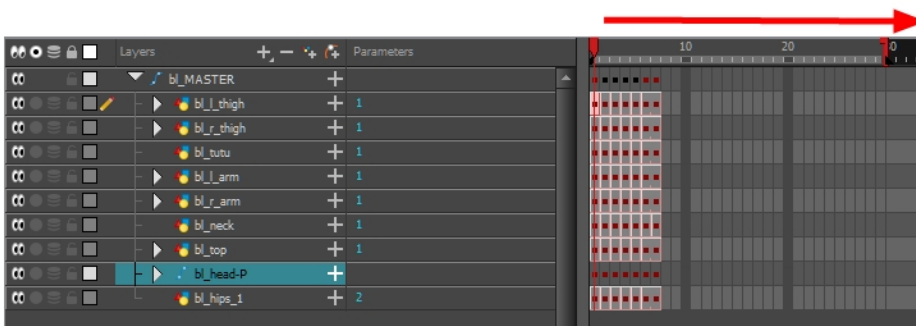 Layers Parameters 10 20 30
bl_MASTER
bl_l_thigh 1
bl_r_thigh 1
bl_tutu 1
bl_l_arm 1
bl_r_arm 1
bl_neck 1
bl_top 1
bl_head-P
bl_hips_1 2